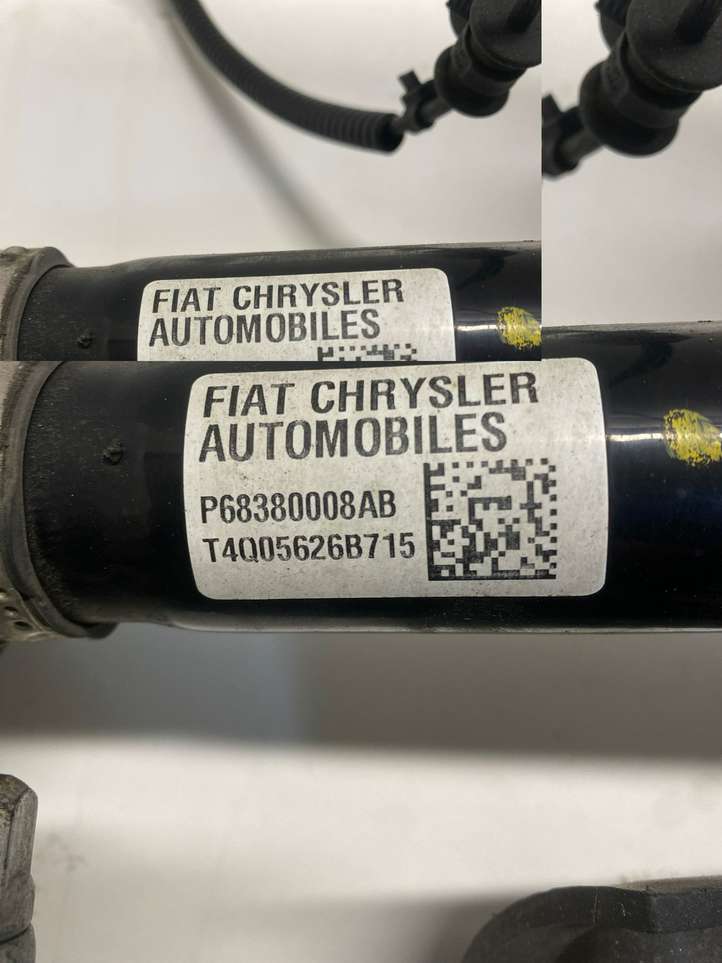 FIAT CHRYSLER
AUTOMOBILES
FIAT CHRYSLER
AUTOMOBILES
P68380008AB
T4Q05626B715